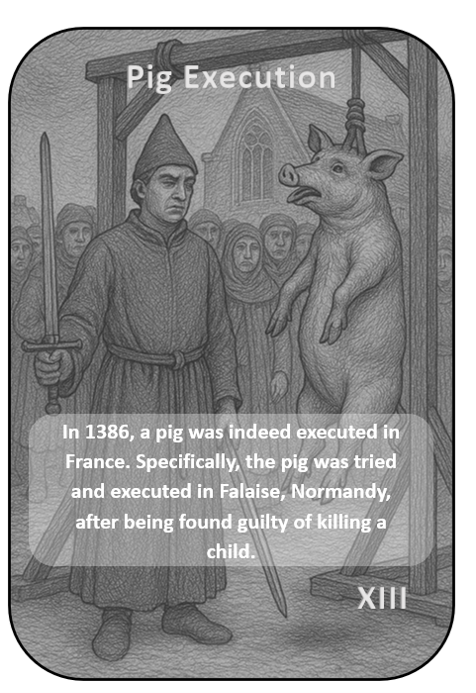 Pig Execution
In 1386, a pig was indeed executed in
France. Specifically, the pig was tried
and executed in Falaise, Normandy,
after being found guilty of killing a
child.
XIII